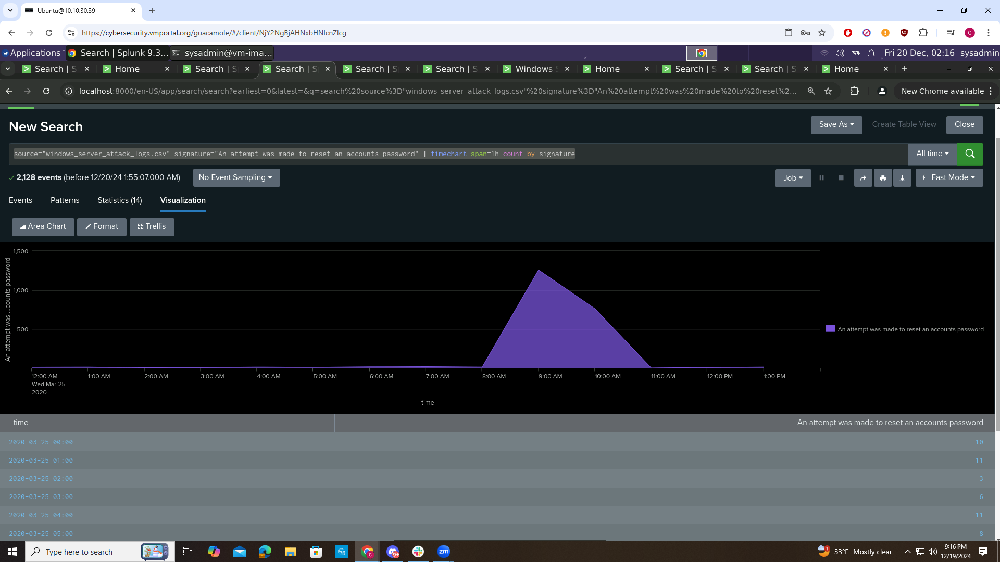 Ubuntu@10.10.30.39
https://cybersecurity.vmportal.org/guacamole/#/client/NjY2NgBjAHNxbHNlcnZlcg
C
Applications
Search | Splunk 9.3...
sysadmin@vm-ima...
Fri 20 Dec, 02:16
sysadmin
Search | S
Home
Search | S
Search | S
Search | S
Search | S
Windows S
Home
Search | S
Search | S
Home
localhost:8000/en-US/app/search/search?earliest=0&latest=&q=search%20source%3D"windows_server_attack_logs.csv"%20signature%3D"An%20attempt%20was%20made%20to%20reset%2...
New Chrome available
New Search
Save As
Create Table View
Close
source="windows_server_attack_logs.csv" signature="An attempt was made to reset an accounts password" | timechart span=1h count by signature
All time
2,128 events (before 12/20/24 1:55:07.000 AM)
No Event Sampling
Job
Fast Mode
Events
Patterns
Statistics (14)
Visualization
Area Chart
Format
Trellis
An attempt was ...counts password
1,500
1,000
500
An attempt was made to reset an accounts password
12:00 AM
Wed Mar 25
2020
1:00 AM
2:00 AM
3:00 AM
4:00 AM
5:00 AM
6:00 AM
7:00 AM
8:00 AM
9:00 AM
10:00 AM
11:00 AM
12:00 PM
1:00 PM
_time
_time
An attempt was made to reset an accounts password
2020-03-25 00:00
10
2020-03-25 01:00
11
2020-03-25 02:00
3
2020-03-25 03:00
6
2020-03-25 04:00
11
2020-03-25 05:00
8
Type here to search
C
9+
zm
1
33°F Mostly clear
9:16 PM
12/19/2024